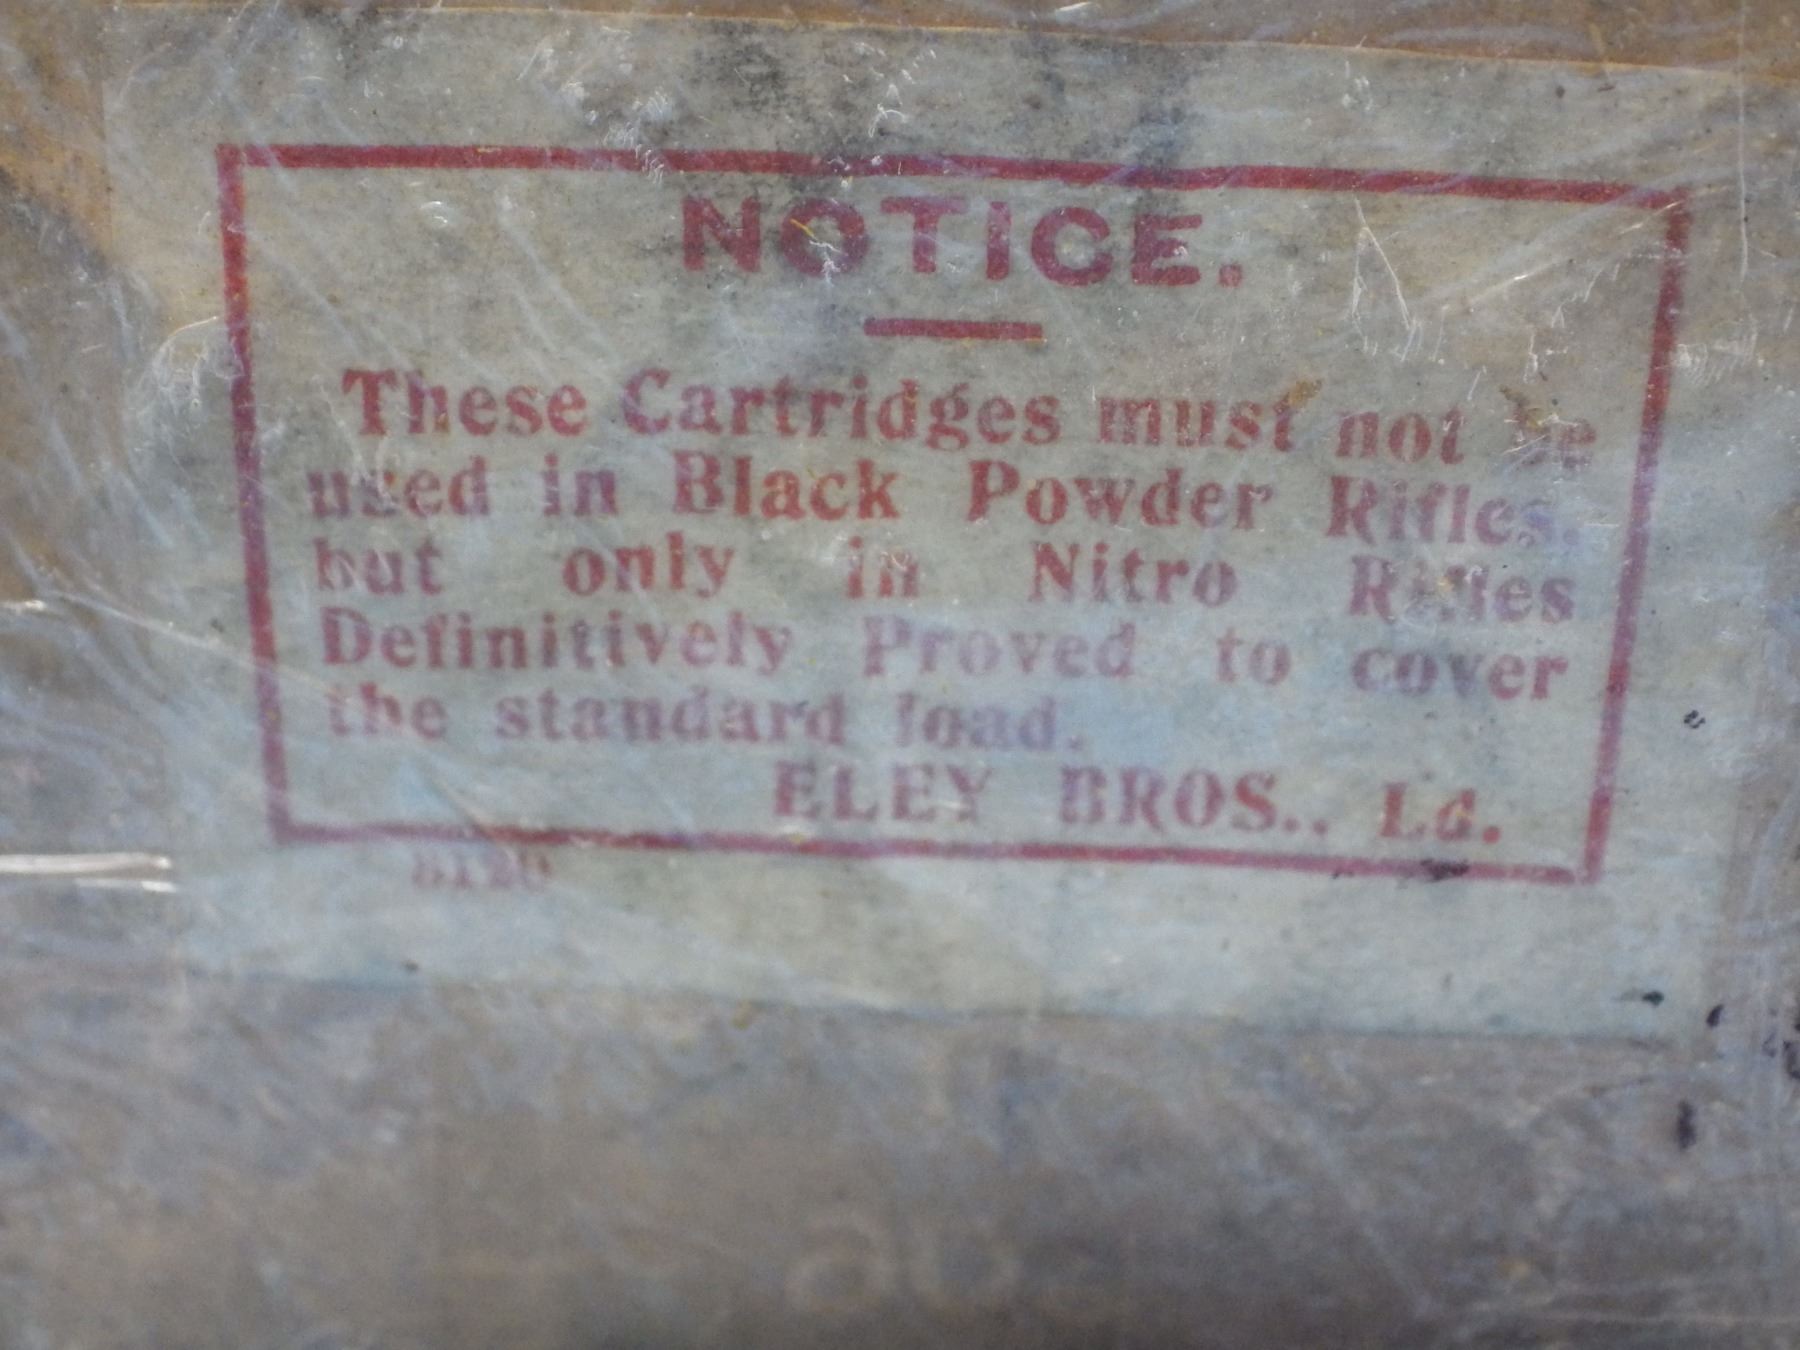 NOTICE.
These Cartridges must not be
used in Black Powder Rifles,
but only in Nitro Rifles
Definitively Proved to cover
the standard load.
ELEY BROS., Ld.
8120